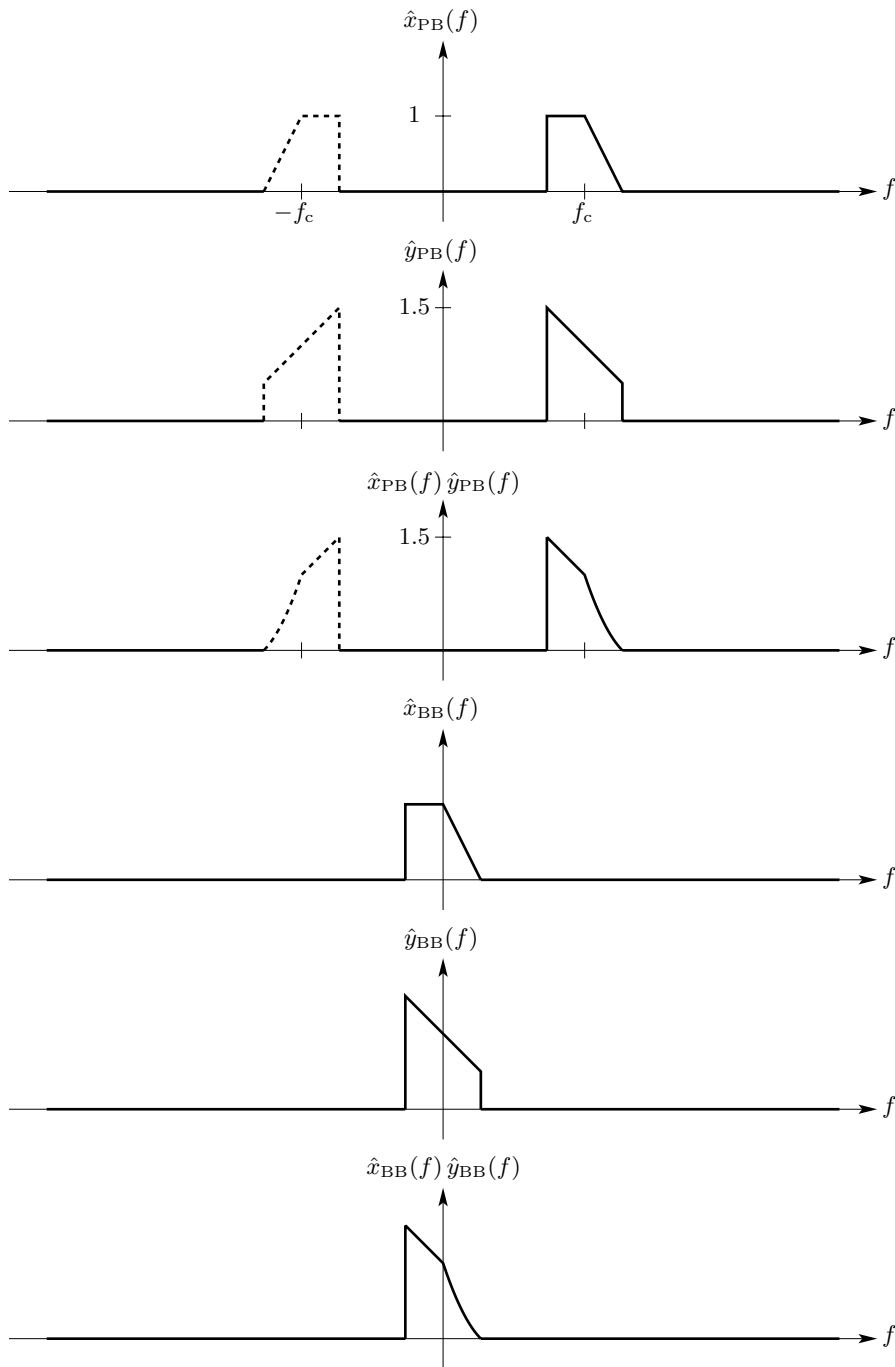 x̂_PB(f)
1
f
−f_c
f_c
ŷ_PB(f)
1.5
f
x̂_PB(f) ŷ_PB(f)
1.5
f
x̂_BB(f)
f
ŷ_BB(f)
f
x̂_BB(f) ŷ_BB(f)
f